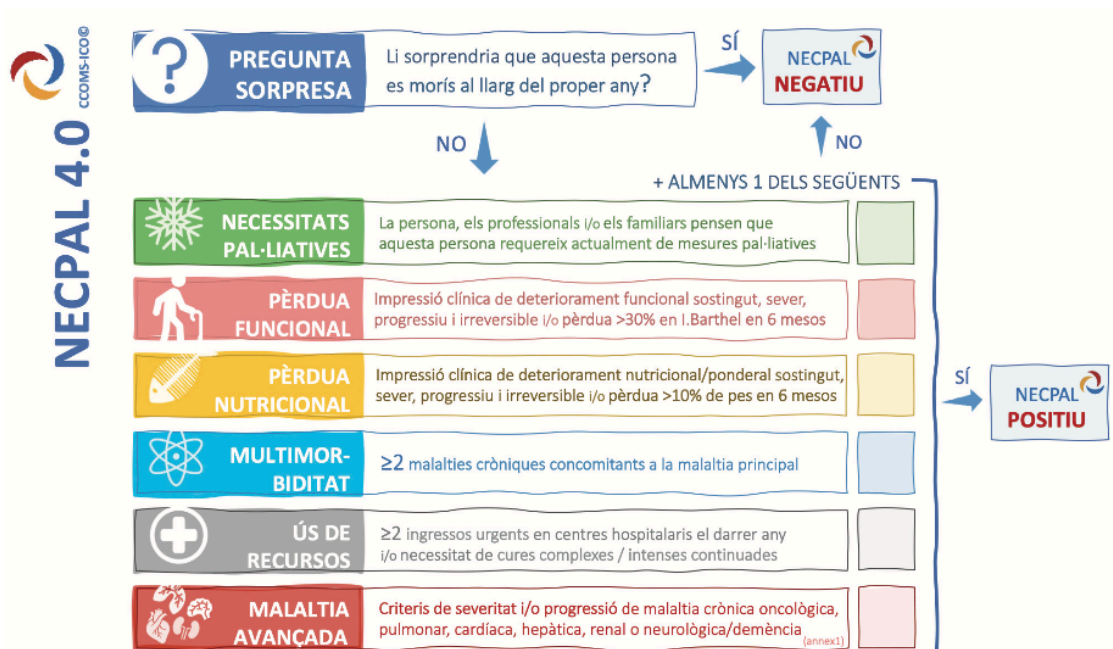 NECPAL 4.0
CCOMS-ICO©
PREGUNTA
SORPRESA
Li sorprendria que aquesta persona
es morís al llarg del proper any?
SÍ
NECPAL
NEGATIU
NO
NO
+ ALMENYS 1 DELS SEGÜENTS
NECESSITATS
PAL·LIATIVES
La persona, els professionals i/o els familiars pensen que
aquesta persona requereix actualment de mesures pal·liatives
PÈRDUA
FUNCIONAL
Impressió clínica de deteriorament funcional sostingut, sever,
progressiu i irreversible i/o pèrdua >30% en I.Barthel en 6 mesos
PÈRDUA
NUTRICIONAL
Impressió clínica de deteriorament nutricional/ponderal sostingut,
sever, progressiu i irreversible i/o pèrdua >10% de pes en 6 mesos
SÍ
NECPAL
POSITIU
MULTIMOR-
BIDITAT
≥2 malalties cròniques concomitants a la malaltia principal
ÚS DE
RECURSOS
≥2 ingressos urgents en centres hospitalaris el darrer any
i/o necessitat de cures complexes / intenses continuades
MALALTIA
AVANÇADA
Criteris de severitat i/o progressió de malaltia crònica oncològica,
pulmonar, cardíaca, hepàtica, renal o neurològica/demència (annex1)